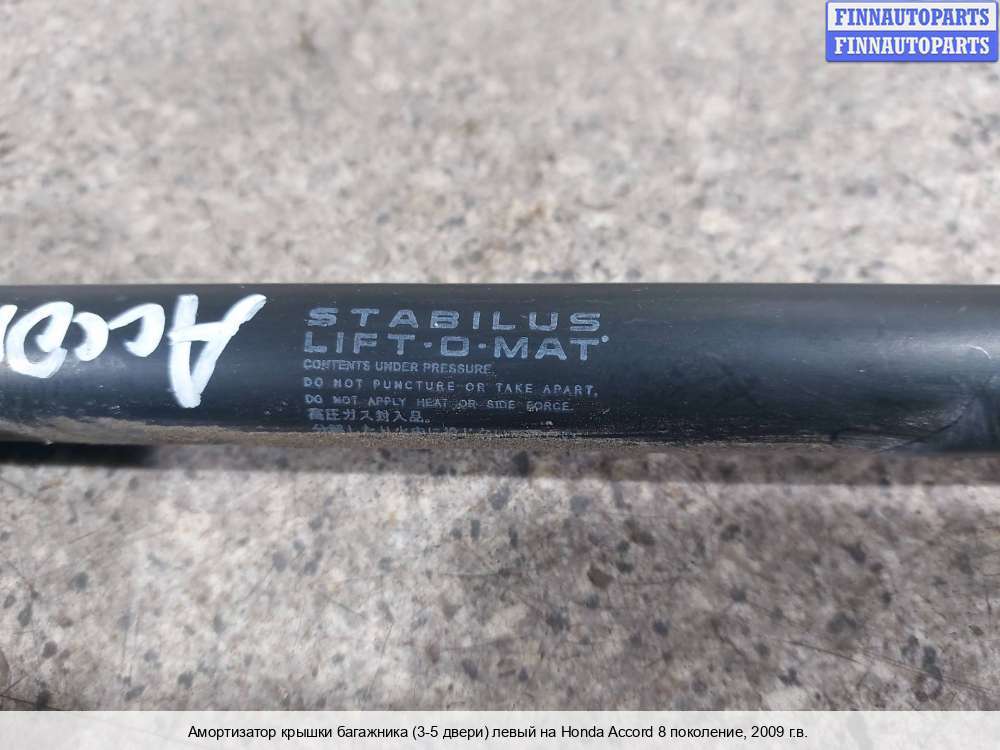 FINNAUTOPARTS
FINNAUTOPARTS
Acco
STABILUS
LIFT-O-MAT
CONTENTS UNDER PRESSURE.
DO NOT PUNCTURE OR TAKE APART.
DO NOT APPLY HEAT OR SIDE FORCE.
高圧ガス封入品。
Амортизатор крышки багажника (3-5 двери) левый на Honda Accord 8 поколение, 2009 г.в.